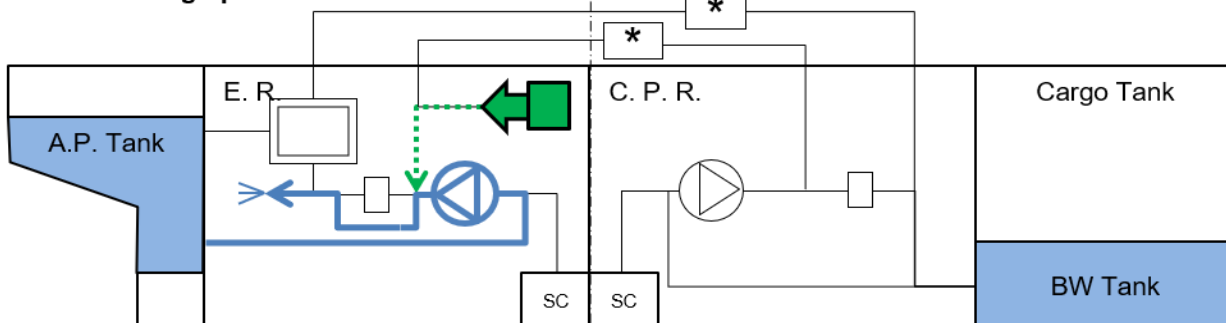 *
*
E. R.
C. P. R.
Cargo Tank
A.P. Tank
BW Tank
SC
SC